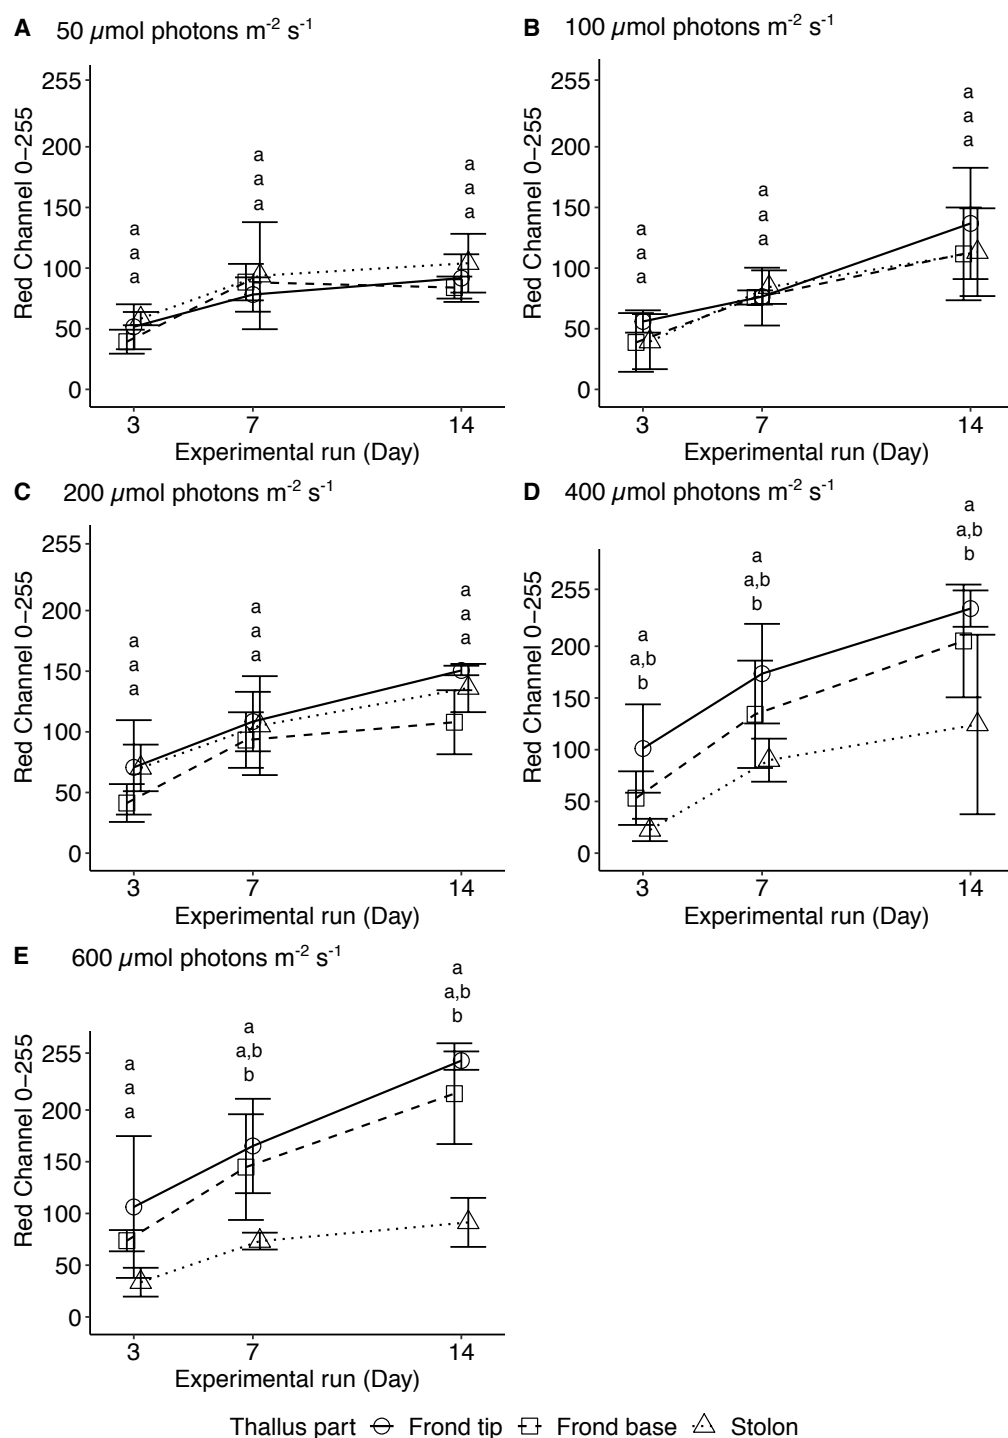 A 50 µmol photons m-2 s-1
Red Channel 0–255
255
200
150
100
50
0
a
a
a
a
a
a
a
a
a
3 7 14
Experimental run (Day)
B 100 µmol photons m-2 s-1
Red Channel 0–255
255
200
150
100
50
0
a
a
a
a
a
a
a
a
a
3 7 14
Experimental run (Day)
C 200 µmol photons m-2 s-1
Red Channel 0–255
255
200
150
100
50
0
a
a
a
a
a
a
a
a
a
3 7 14
Experimental run (Day)
D 400 µmol photons m-2 s-1
Red Channel 0–255
255
200
150
100
50
0
a
a,b
b
a
a,b
b
a
a,b
b
3 7 14
Experimental run (Day)
E 600 µmol photons m-2 s-1
Red Channel 0–255
255
200
150
100
50
0
a
a
a
a
a,b
b
a
a,b
b
3 7 14
Experimental run (Day)
Thallus part Frond tip Frond base Stolon